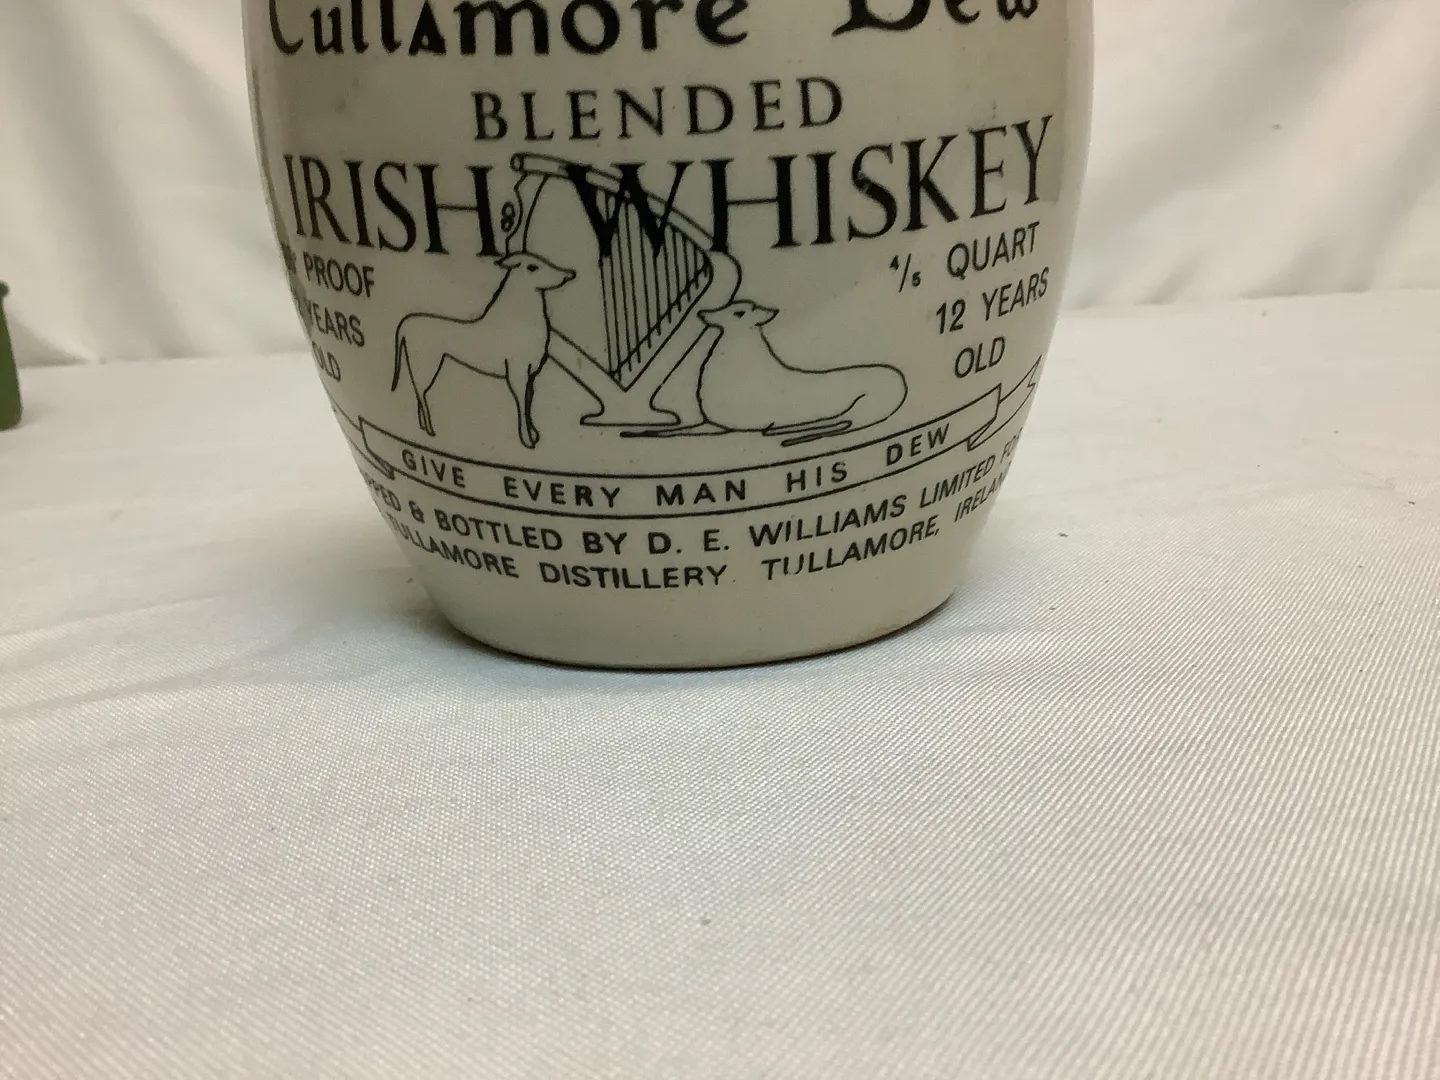 Tullamore Dew
BLENDED
IRISH WHISKEY
PROOF
YEARS
OLD
4/5 QUART
12 YEARS
OLD
GIVE EVERY MAN HIS DEW
& BOTTLED BY D. E. WILLIAMS LIMITED
TULLAMORE DISTILLERY. TULLAMORE,